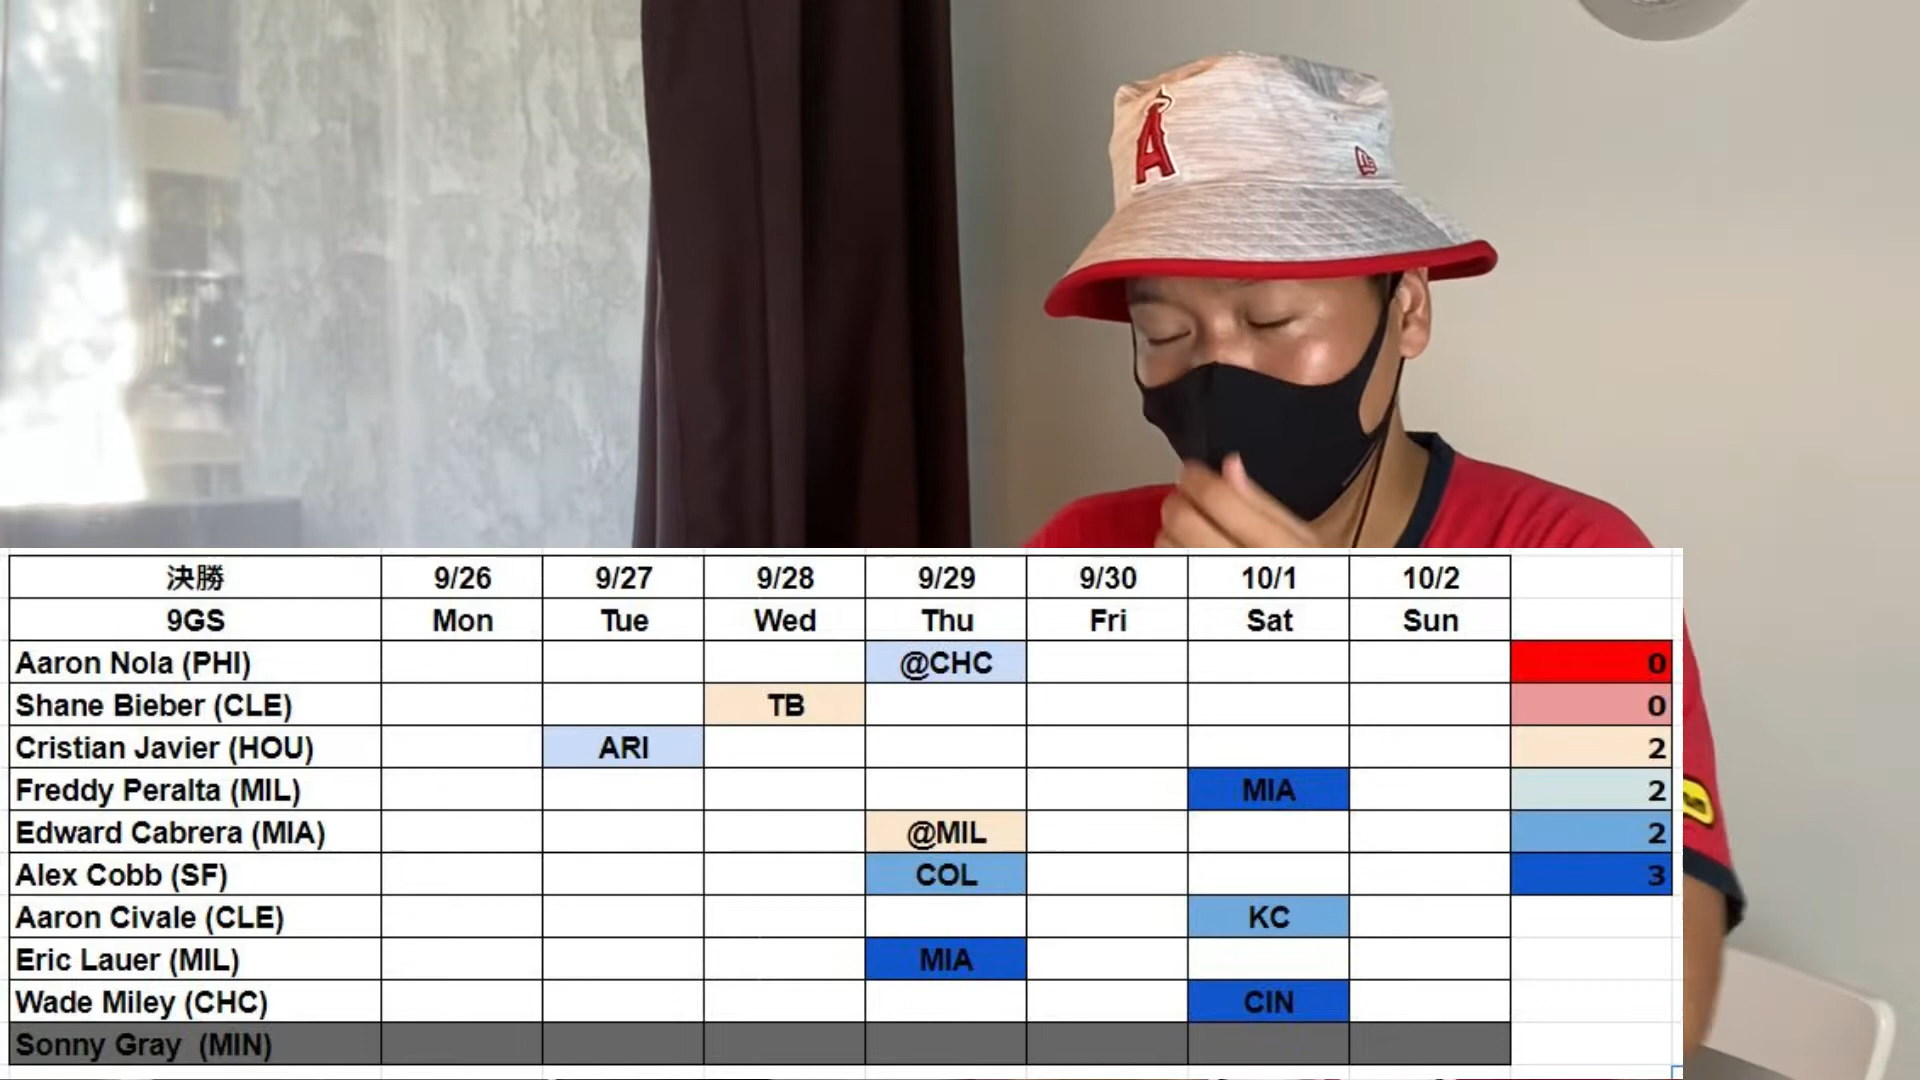 A
決勝 9/26 9/27 9/28 9/29 9/30 10/1 10/2
9GS Mon Tue Wed Thu Fri Sat Sun
Aaron Nola (PHI) @CHC 0
Shane Bieber (CLE) TB 0
Cristian Javier (HOU) ARI 2
Freddy Peralta (MIL) MIA 2
Edward Cabrera (MIA) @MIL 2
Alex Cobb (SF) COL 3
Aaron Civale (CLE) KC
Eric Lauer (MIL) MIA
Wade Miley (CHC) CIN
Sonny Gray (MIN)